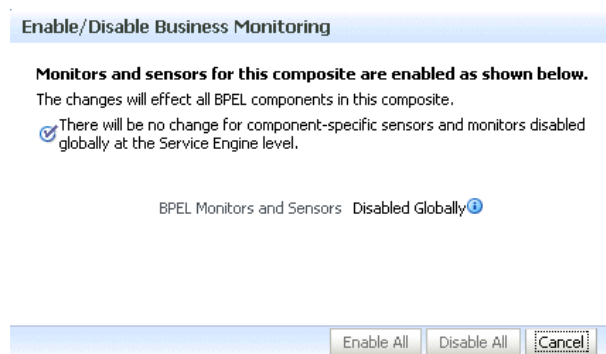 Enable/Disable Business Monitoring
Monitors and sensors for this composite are enabled as shown below.
The changes will effect all BPEL components in this composite.
There will be no change for component-specific sensors and monitors disabled
globally at the Service Engine level.
BPEL Monitors and Sensors Disabled Globally
Enable All Disable All Cancel